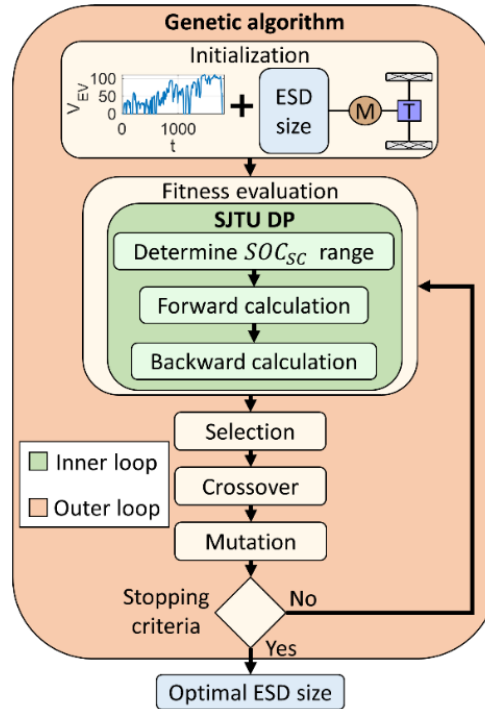 Genetic algorithm
Initialization
V_EV
100
50
0
0
1000
t
+
ESD
size
M
T
Fitness evaluation
SJTU DP
Determine SOC_SC range
Forward calculation
Backward calculation
Selection
Inner loop
Crossover
Outer loop
Mutation
Stopping
criteria
No
Yes
Optimal ESD size